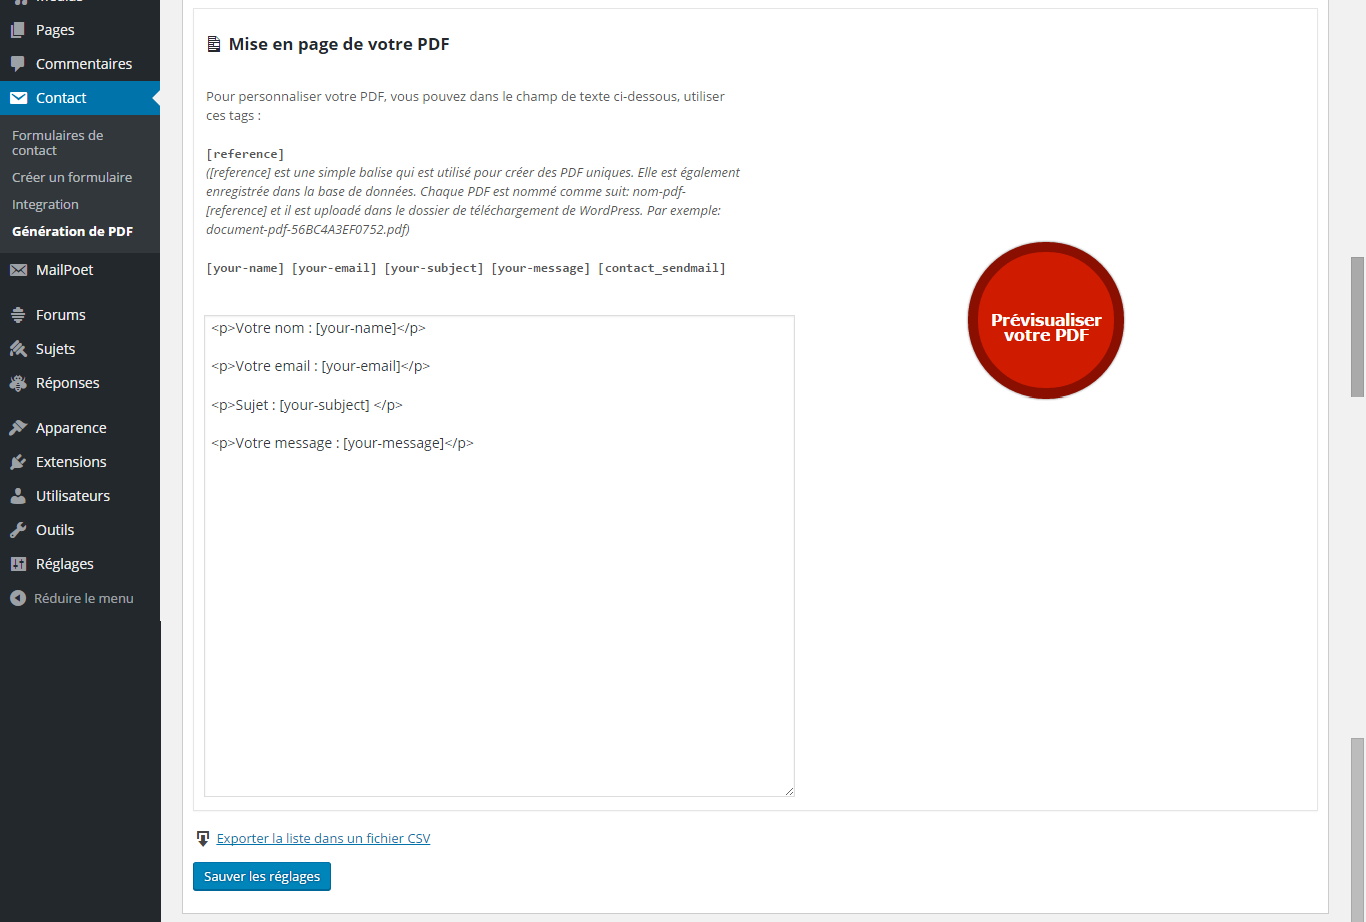 Pages
Commentaires
Contact
Formulaires de
contact
Créer un formulaire
Integration
Génération de PDF
MailPoet
Forums
Sujets
Réponses
Apparence
Extensions
Utilisateurs
Outils
Réglages
Réduire le menu
Mise en page de votre PDF
Pour personnaliser votre PDF, vous pouvez dans le champ de texte ci-dessous, utiliser
ces tags :
[reference]
([reference] est une simple balise qui est utilisé pour créer des PDF uniques. Elle est également
enregistrée dans la base de données. Chaque PDF est nommé comme suit: nom-pdf-
[reference] et il est uploadé dans le dossier de téléchargement de WordPress. Par exemple:
document-pdf-56BC4A3EF0752.pdf)
[your-name] [your-email] [your-subject] [your-message] [contact_sendmail]
<p>Votre nom : [your-name]</p>
<p>Votre email : [your-email]</p>
<p>Sujet : [your-subject] </p>
<p>Votre message : [your-message]</p>
Prévisualiser
votre PDF
Exporter la liste dans un fichier CSV
Sauver les réglages